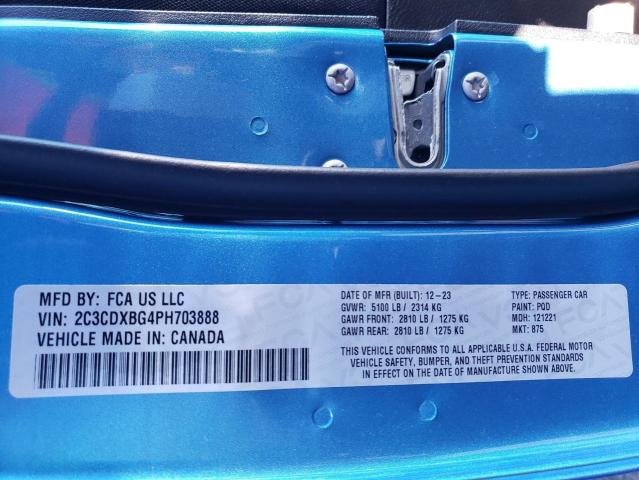 MFD BY: FCA US LLC
VIN: 2C3CDXBG4PH703888
VEHICLE MADE IN: CANADA
DATE OF MFR (BUILT): 12-23
GVWR: 5100 LB / 2314 KG
GAWR FRONT: 2810 LB / 1275 KG
GAWR REAR: 2810 LB / 1275 KG
TYPE: PASSENGER CAR
PAINT: PQD
MDH: 121221
MKT: 875
THIS VEHICLE CONFORMS TO ALL APPLICABLE U.S.A. FEDERAL MOTOR
VEHICLE SAFETY, BUMPER, AND THEFT PREVENTION STANDARDS
IN EFFECT ON THE DATE OF MANUFACTURE SHOWN ABOVE.